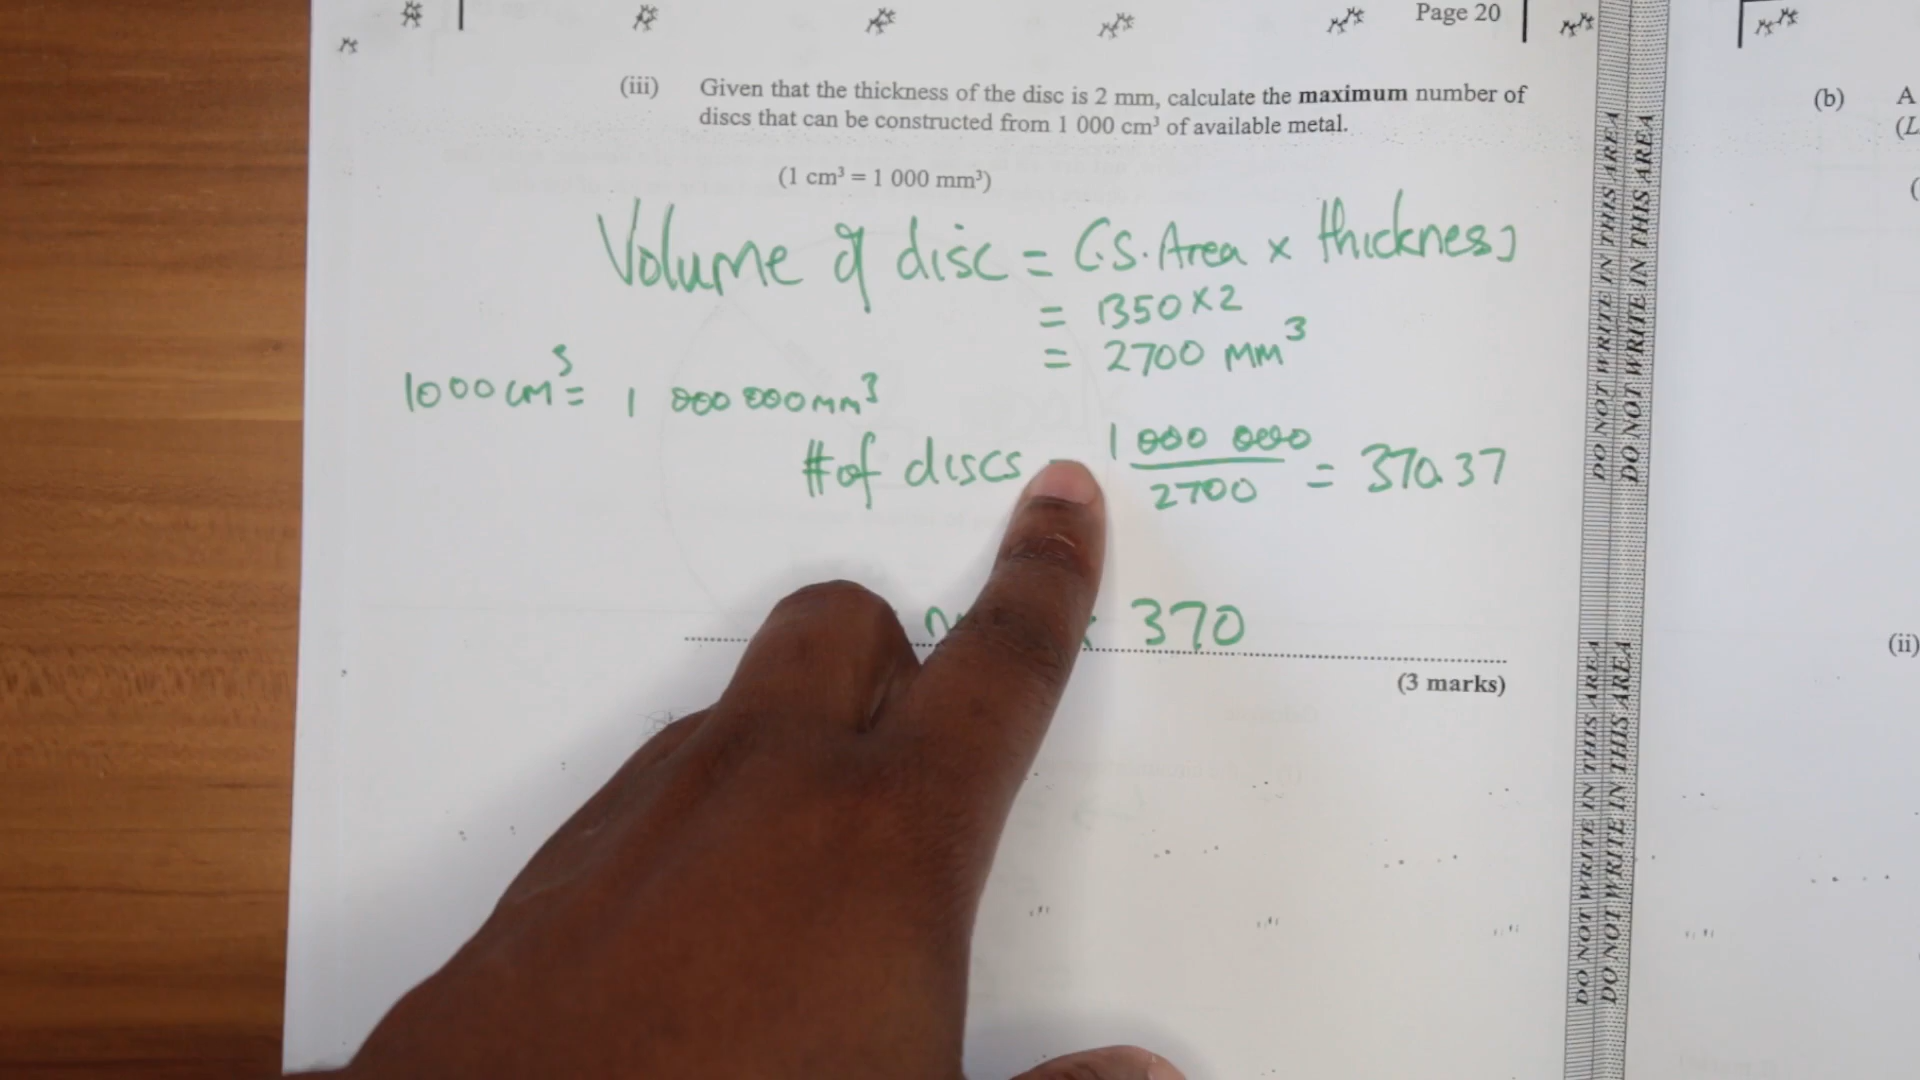 Page 20
(iii) Given that the thickness of the disc is 2 mm, calculate the maximum number of
discs that can be constructed from 1 000 cm³ of available metal.
(1 cm³ = 1 000 mm³)
Volume of disc = C.S. Area x thickness
= 1350 x 2
= 2700 mm³
1000 cm³ = 1 000 000 mm³
# of discs = 1 000 000 / 2700 = 370.37
370
(3 marks)
DO NOT WRITE IN THIS AREA
DO NOT WRITE IN THIS AREA
DO NOT WRITE IN THIS AREA
DO NOT WRITE IN THIS AREA
(b) A
(L
(
(ii)